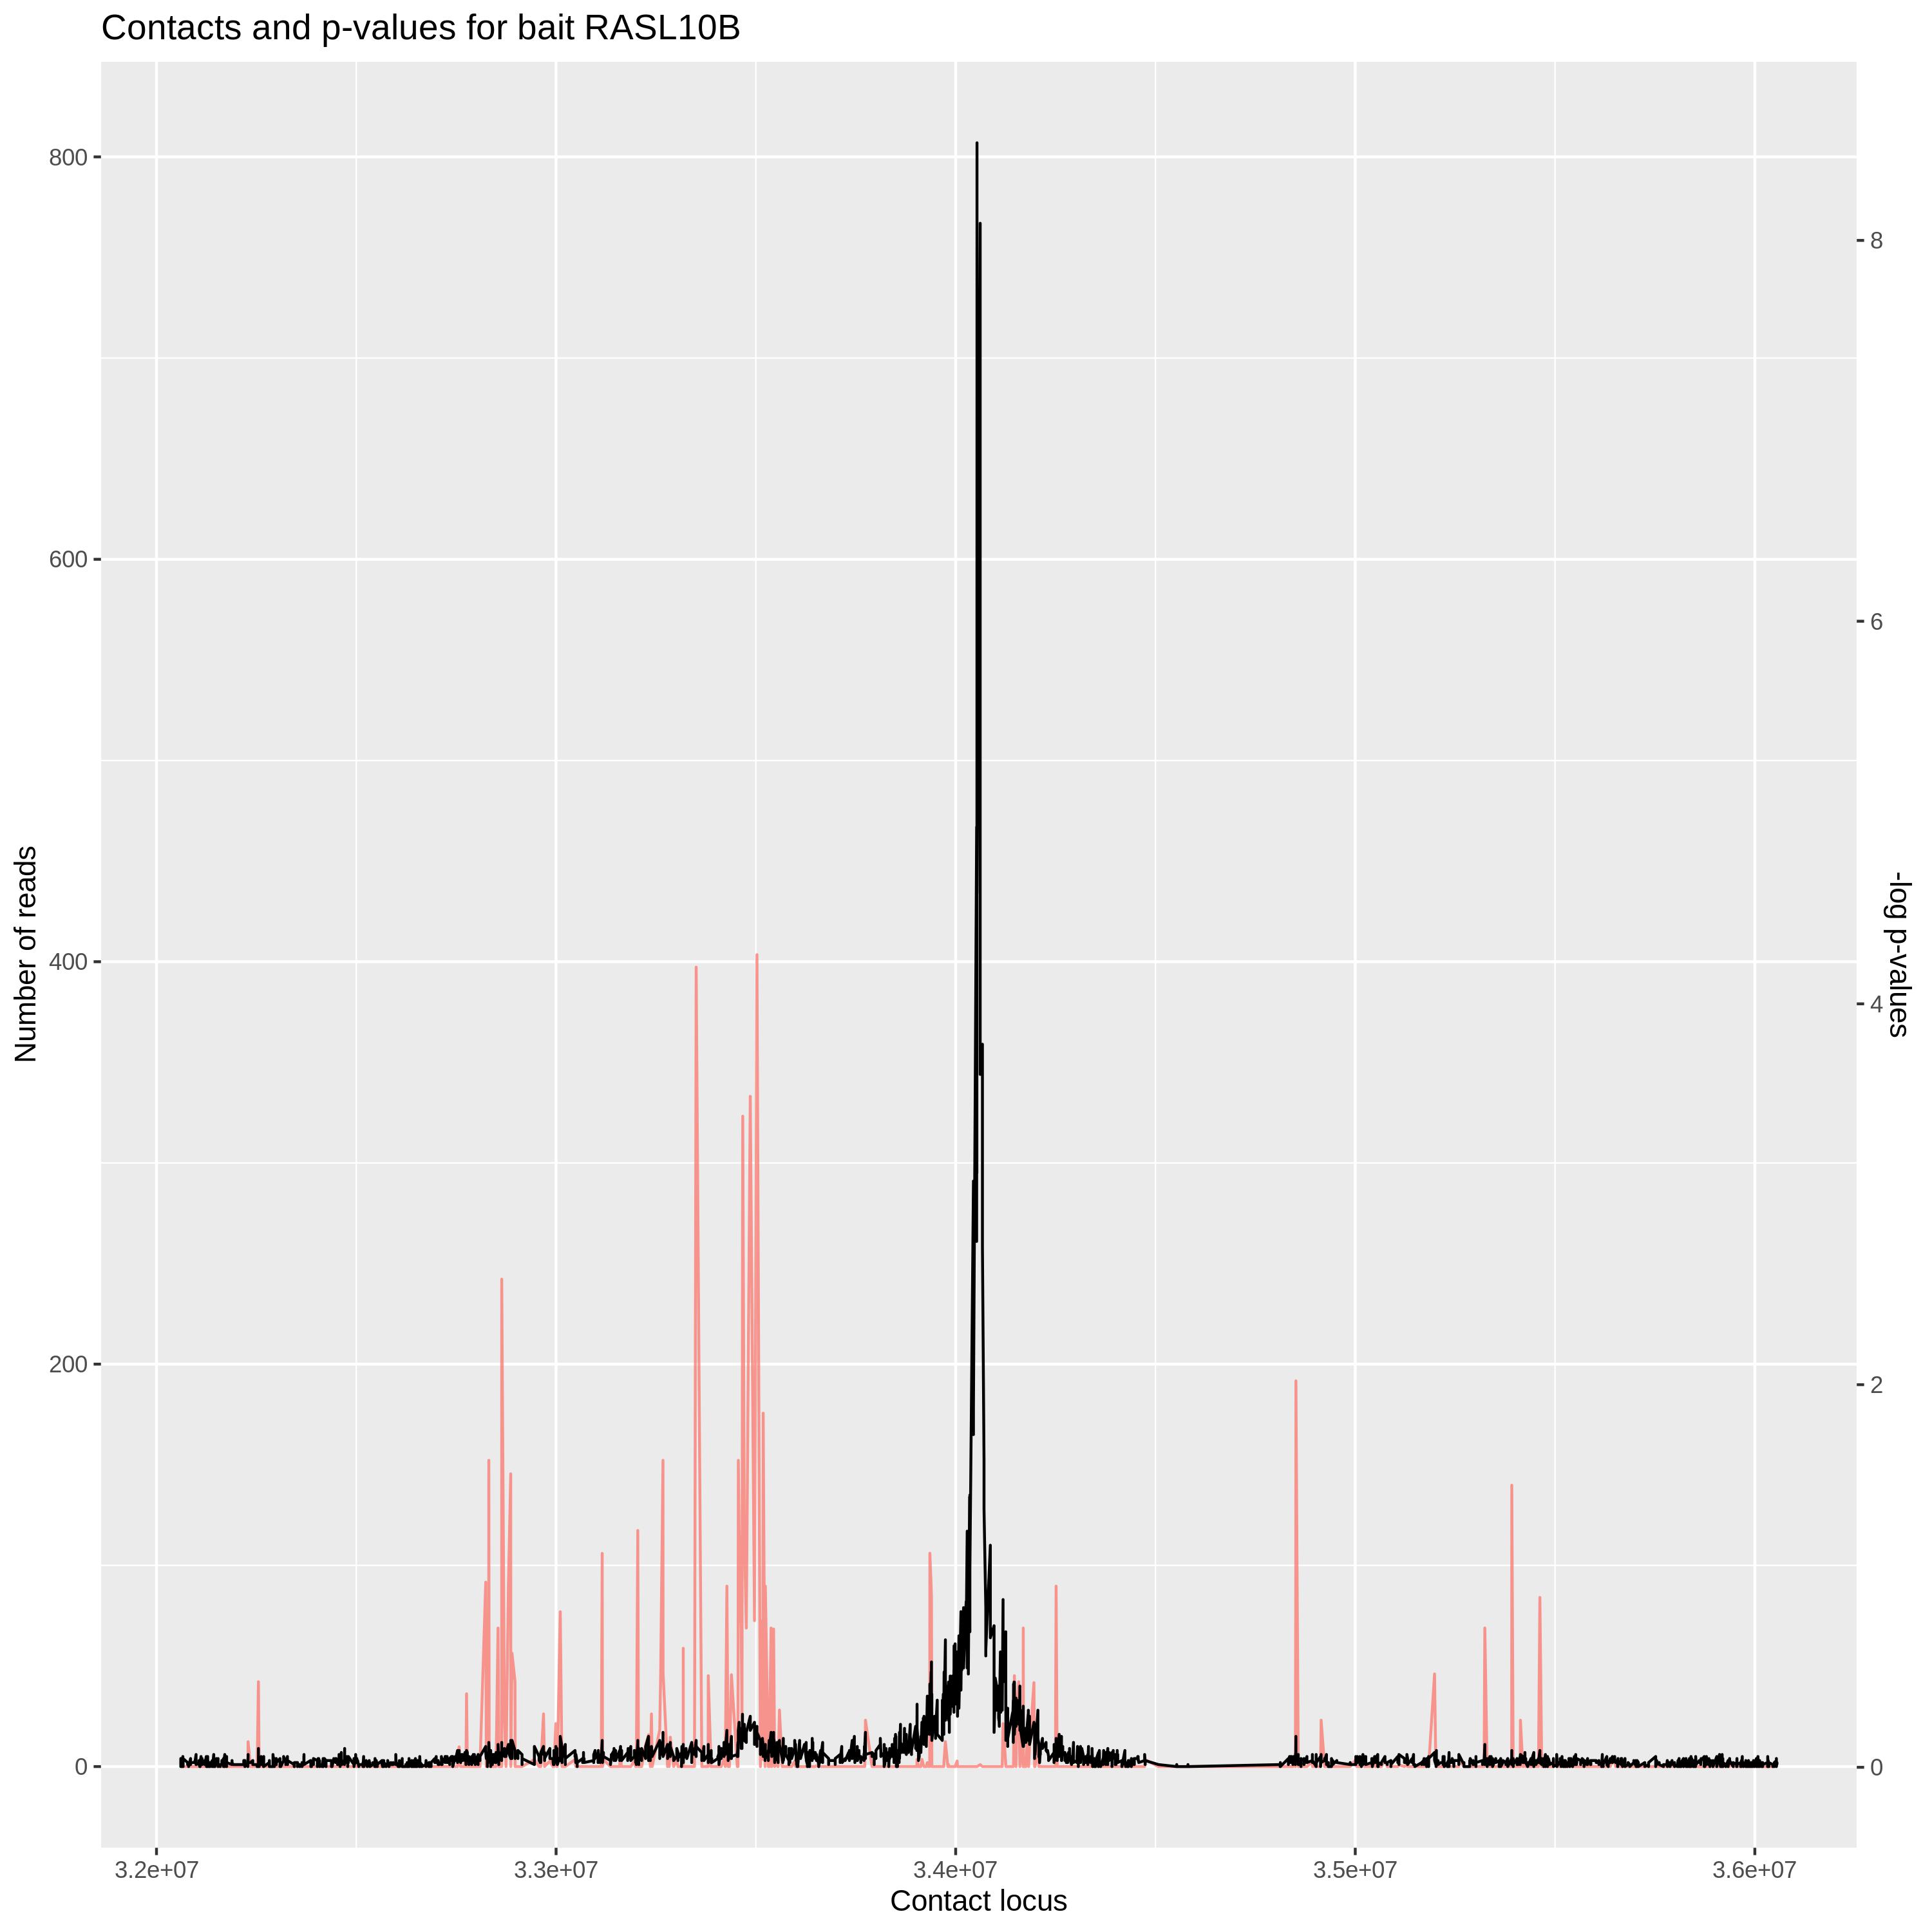 Contacts and p-values for bait RASL10B
800
600
400
200
0
Number of reads
8
6
4
2
0
-log p-values
3.2e+07
3.3e+07
3.4e+07
3.5e+07
3.6e+07
Contact locus